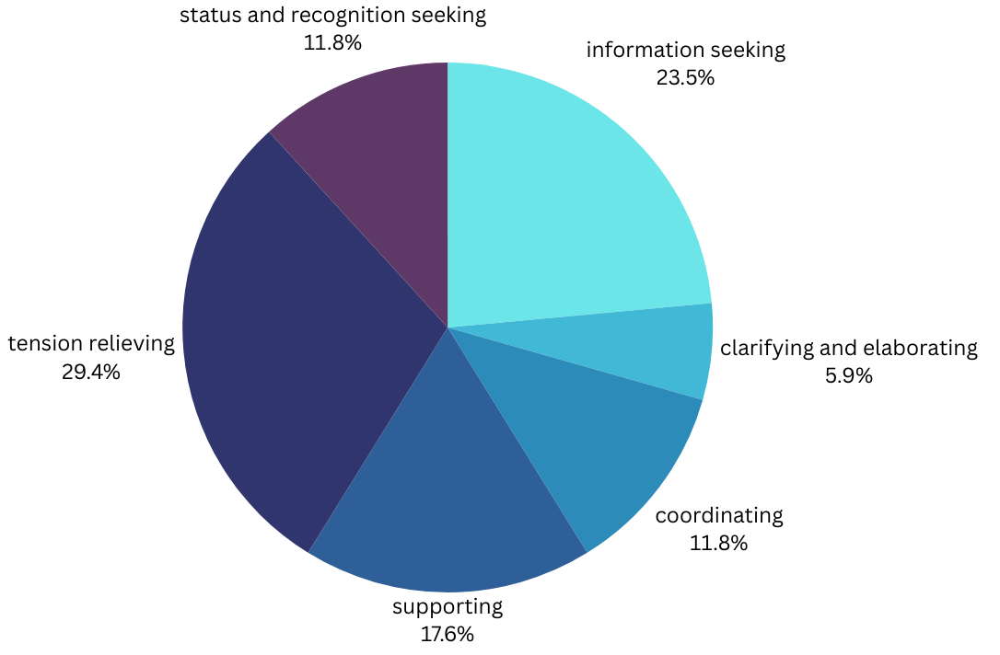 status and recognition seeking
11.8%
information seeking
23.5%
tension relieving
29.4%
clarifying and elaborating
5.9%
coordinating
11.8%
supporting
17.6%